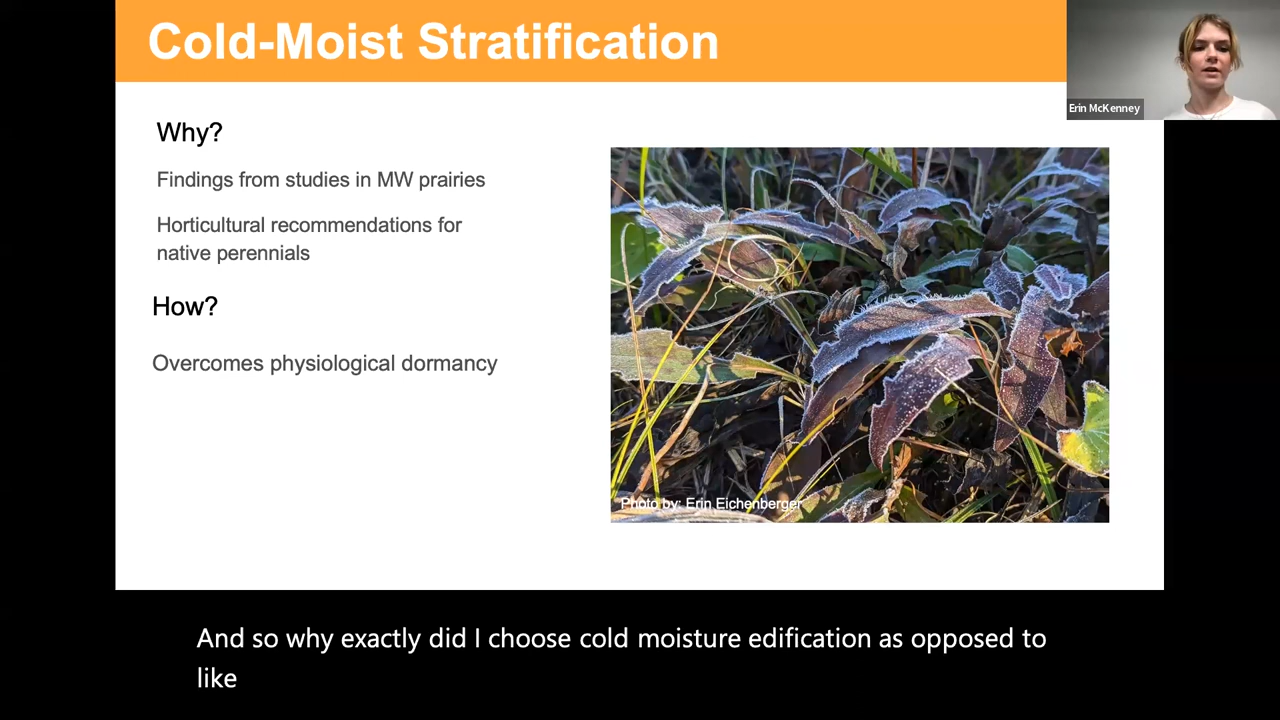 Cold-Moist Stratification
Erin McKenney
Why?
Findings from studies in MW prairies
Horticultural recommendations for
native perennials
How?
Overcomes physiological dormancy
Photo by: Erin Eichenberger
And so why exactly did I choose cold moisture edification as opposed to
like